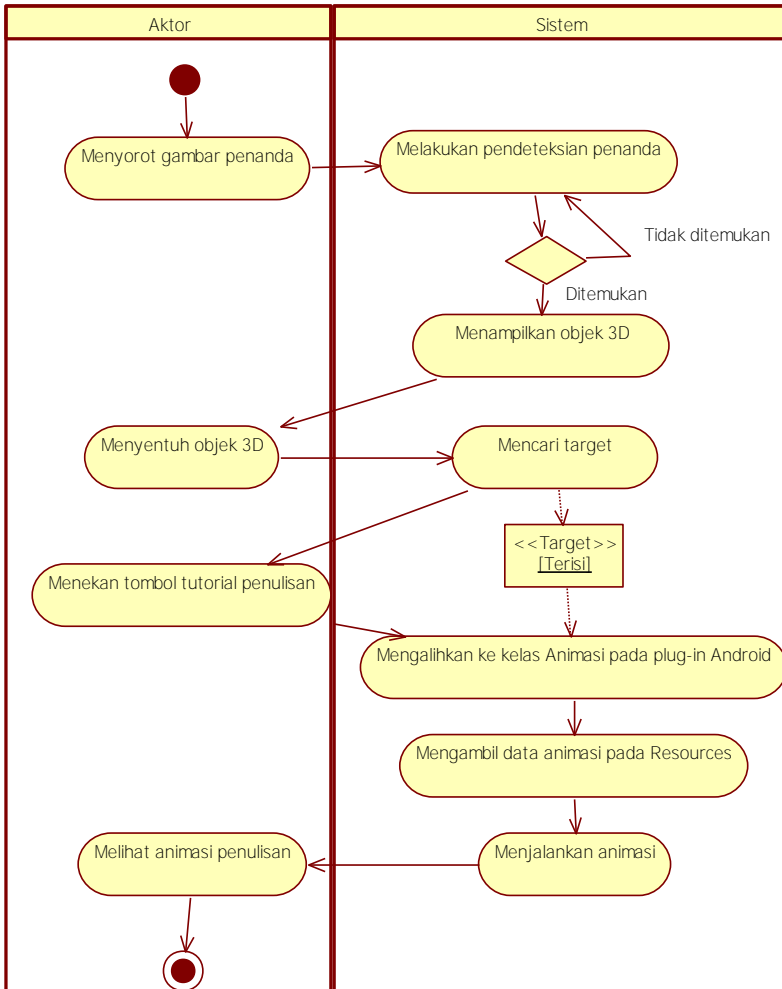 Aktor
Sistem
Menyorot gambar penanda
Melakukan pendeteksian penanda
Tidak ditemukan
Ditemukan
Menampilkan objek 3D
Menyentuh objek 3D
Mencari target
<<Target>>
[Terisi]
Menekan tombol tutorial penulisan
Mengalihkan ke kelas Animasi pada plug-in Android
Mengambil data animasi pada Resources
Melihat animasi penulisan
Menjalankan animasi